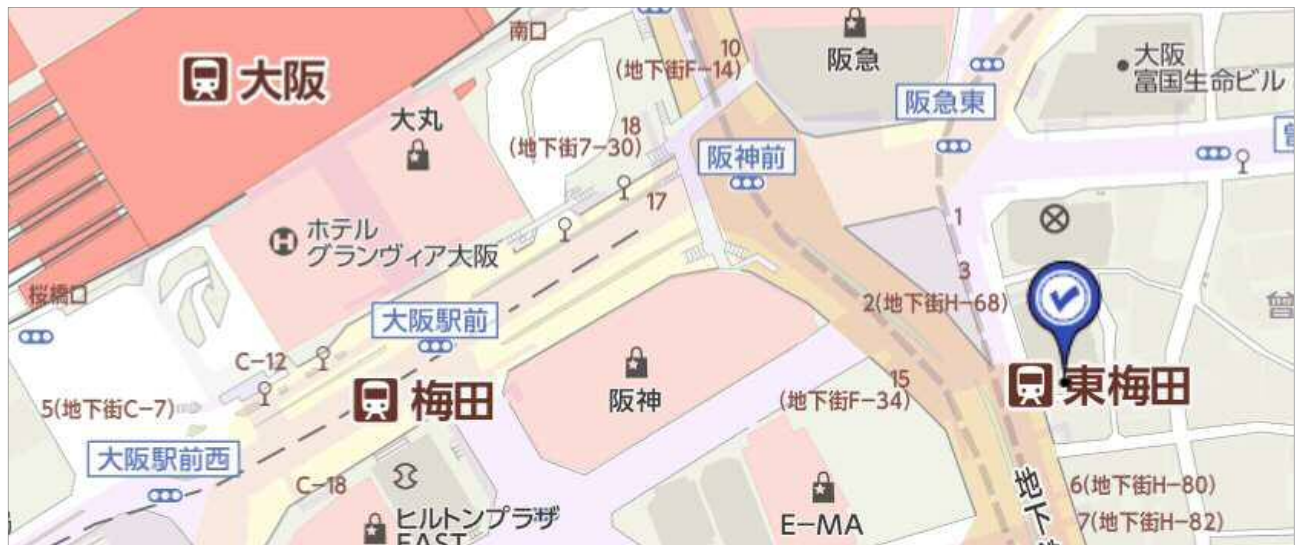 南口
10
(地下街F-14)
阪急
大阪
富国生命ビル
大阪
大丸
18
(地下街7-30)
阪急東
阪神前
17
1
ホテル
グランヴィア大阪
3
桜橋口
2(地下街H-68)
大阪駅前
C-12
梅田
5(地下街C-7)
阪神
15
(地下街F-34)
東梅田
大阪駅前西
C-18
ヒルトンプラザ
EAST
E-MA
地下
6(地下街H-80)
7(地下街H-82)